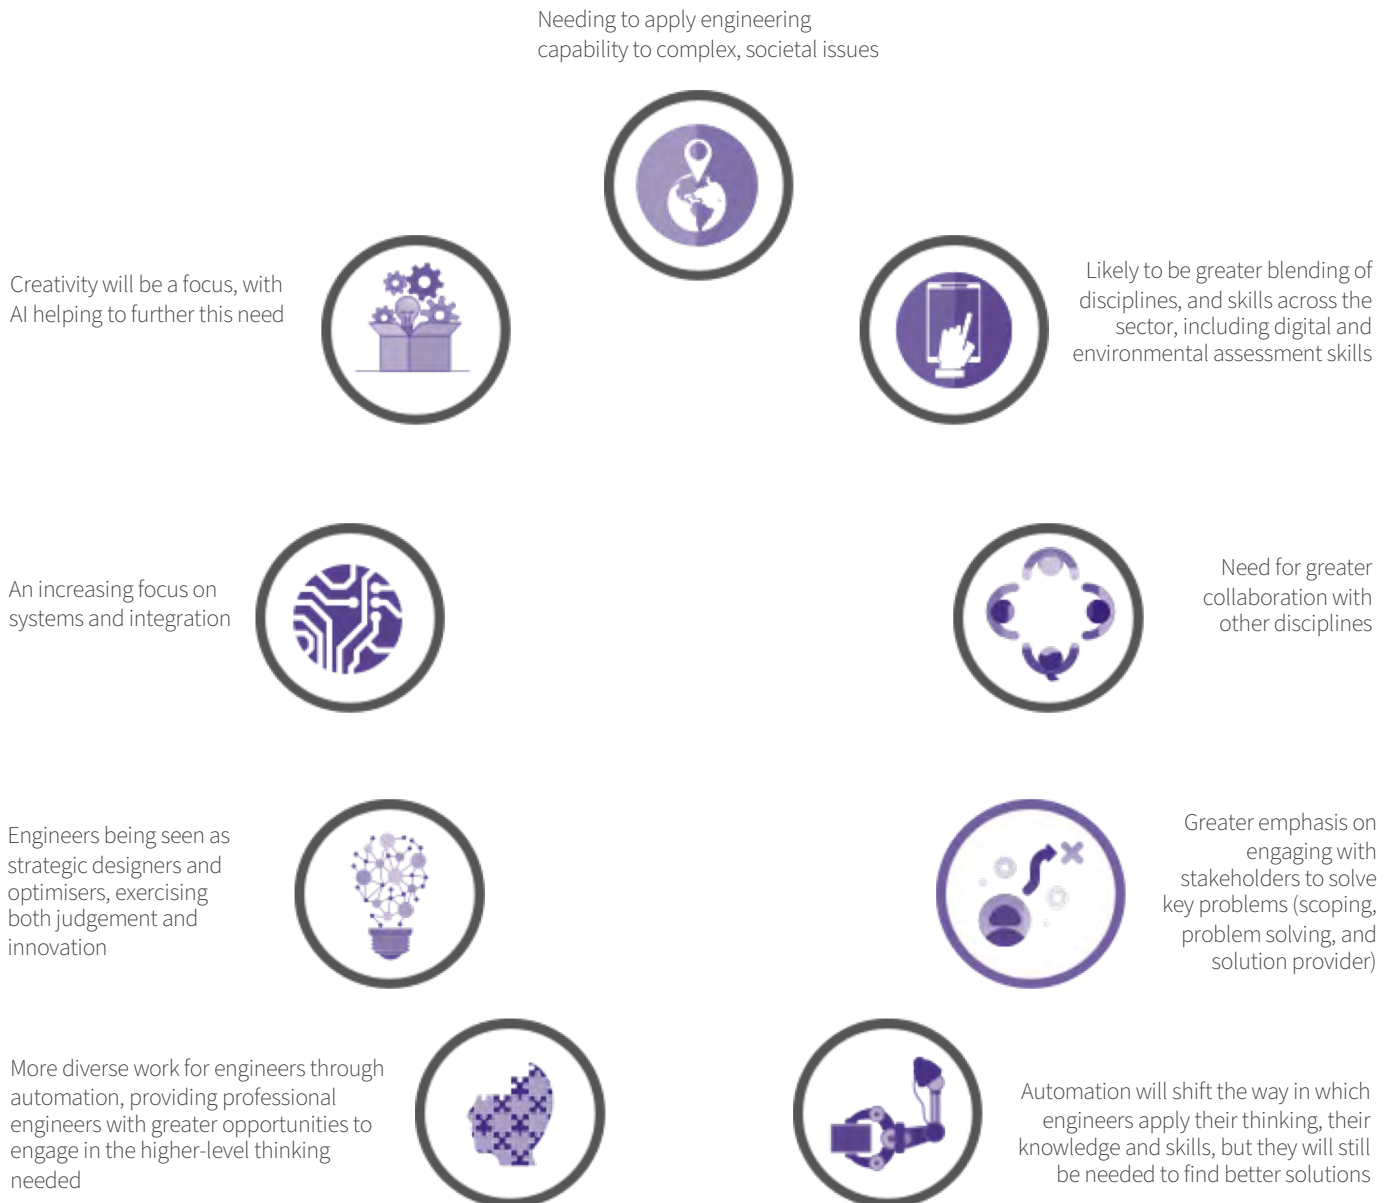 Needing to apply engineering
capability to complex, societal issues
Creativity will be a focus, with
AI helping to further this need
Likely to be greater blending of
disciplines, and skills across the
sector, including digital and
environmental assessment skills
An increasing focus on
systems and integration
Need for greater
collaboration with
other disciplines
Engineers being seen as
strategic designers and
optimisers, exercising
both judgement and
innovation
Greater emphasis on
engaging with
stakeholders to solve
key problems (scoping,
problem solving, and
solution provider)
More diverse work for engineers through
automation, providing professional
engineers with greater opportunities to
engage in the higher-level thinking
needed
Automation will shift the way in which
engineers apply their thinking, their
knowledge and skills, but they will still
be needed to find better solutions